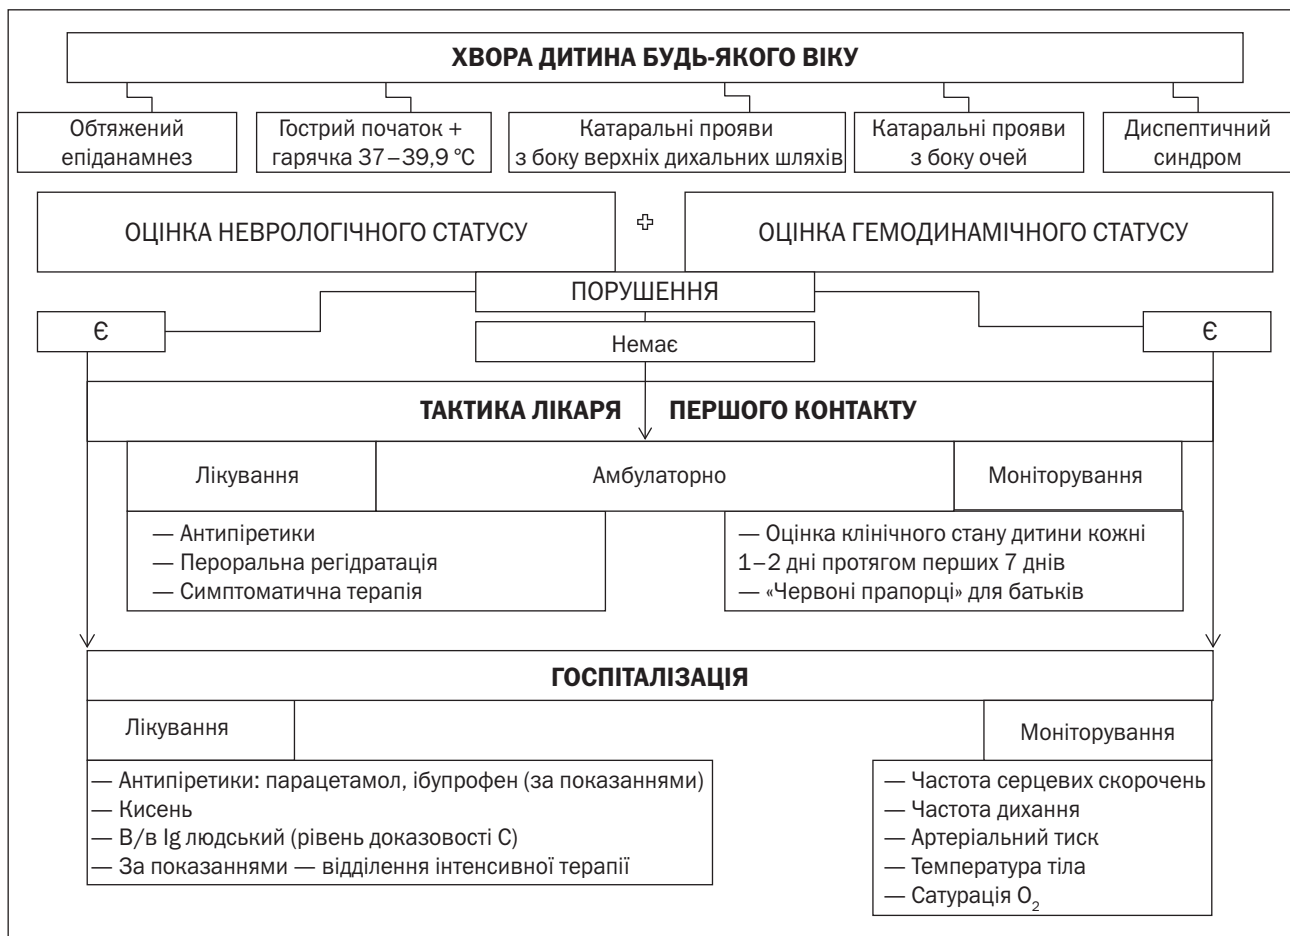 ХВОРА ДИТИНА БУДЬ-ЯКОГО ВІКУ
Обтяжений
епіданамнез
Гострий початок +
гарячка 37–39,9 °C
Катаральні прояви
з боку верхніх дихальних шляхів
Катаральні прояви
з боку очей
Диспептичний
синдром
ОЦІНКА НЕВРОЛОГІЧНОГО СТАТУСУ
ОЦІНКА ГЕМОДИНАМІЧНОГО СТАТУСУ
ПОРУШЕННЯ
Є
Немає
Є
ТАКТИКА ЛІКАРЯ ПЕРШОГО КОНТАКТУ
Лікування
Амбулаторно
Моніторування
— Антипіретики
— Пероральна регідратація
— Симптоматична терапія
— Оцінка клінічного стану дитини кожні
1–2 дні протягом перших 7 днів
— «Червоні прапорці» для батьків
ГОСПІТАЛІЗАЦІЯ
Лікування
Моніторування
— Антипіретики: парацетамол, ібупрофен (за показаннями)
— Кисень
— В/в Ig людський (рівень доказовості С)
— За показаннями — відділення інтенсивної терапії
— Частота серцевих скорочень
— Частота дихання
— Артеріальний тиск
— Температура тіла
— Сатурація O₂